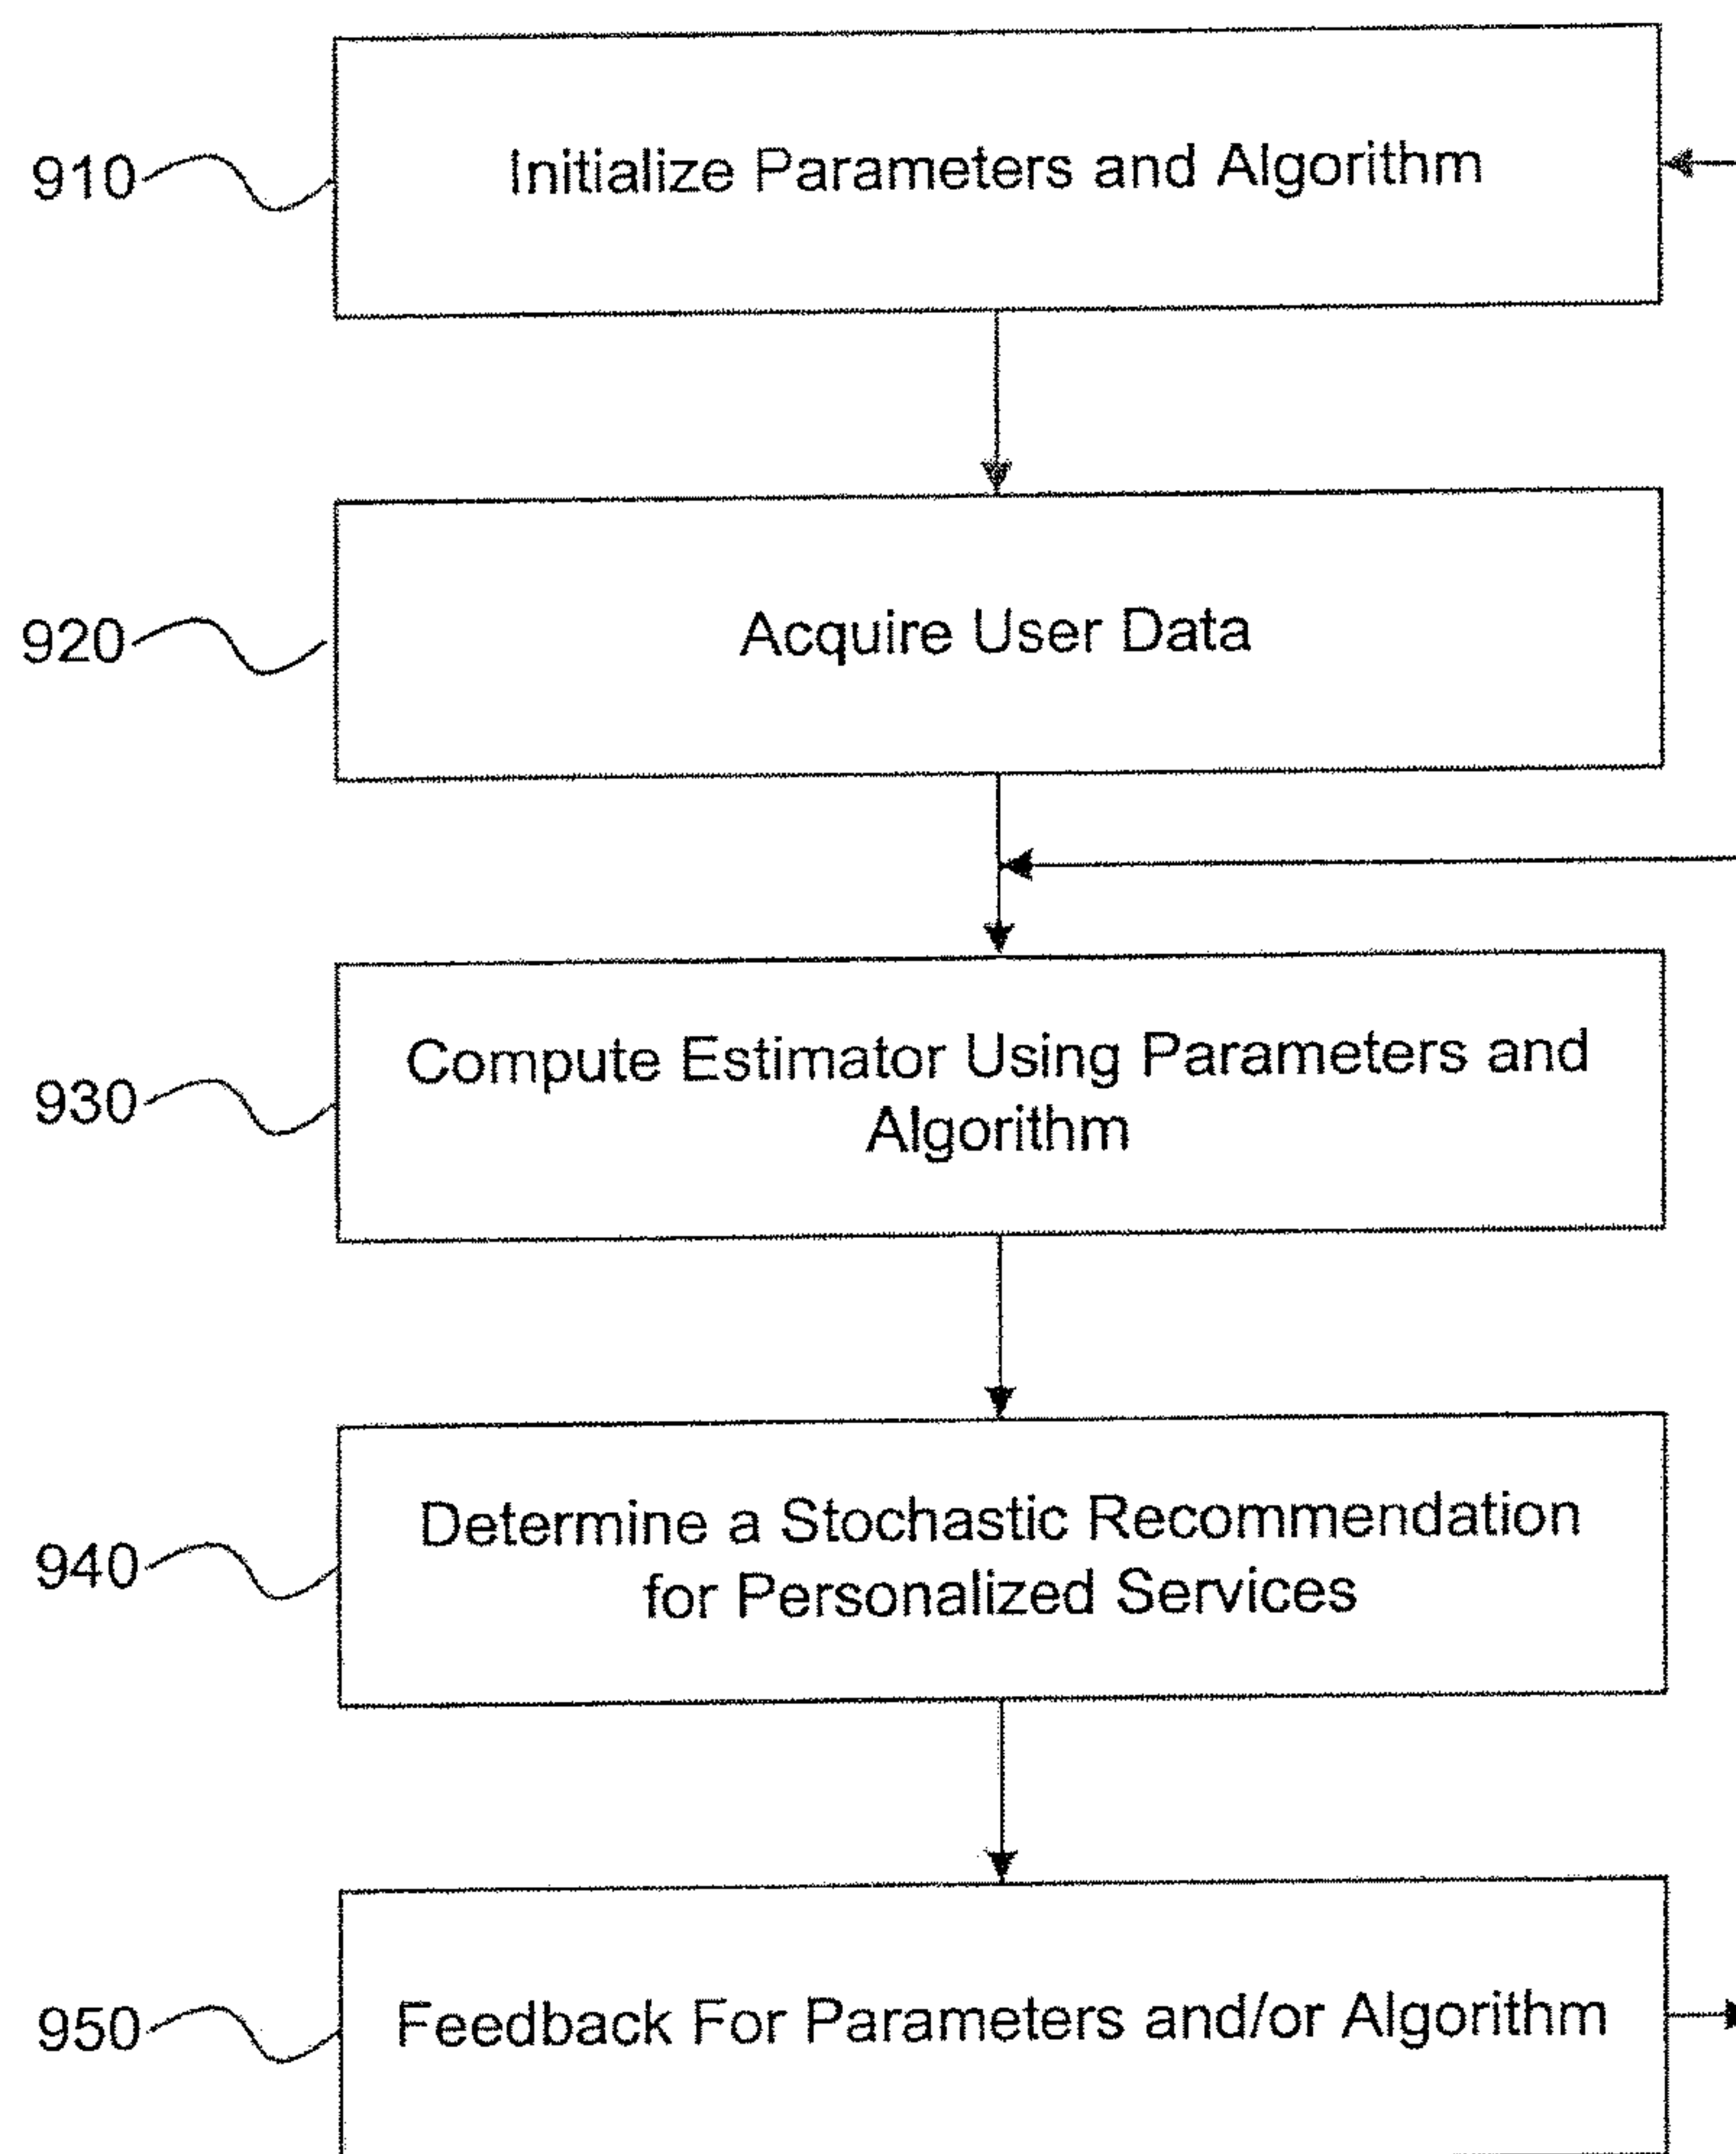 910
Initialize Parameters and Algorithm
920
Acquire User Data
930
Compute Estimator Using Parameters and
Algorithm
940
Determine a Stochastic Recommendation
for Personalized Services
950
Feedback For Parameters and/or Algorithm